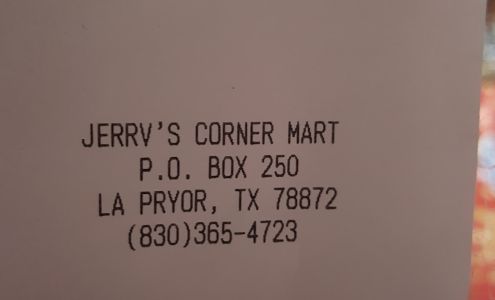 JERRV'S CORNER MART
P.O. BOX 250
LA PRYOR, TX 78872
(830)365-4723